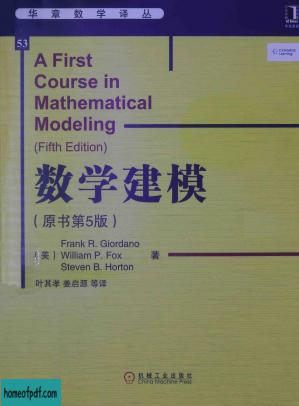 华章数学译丛
53
CENGAGE
Learning
A First
Course in
Mathematical
Modeling
(Fifth Edition)
数学建模
(原书第5版)
Frank R. Giordano
(美) William P. Fox 著
Steven B. Horton
叶其孝 姜启源 等译
机械工业出版社
China Machine Press
homeofpdf.com